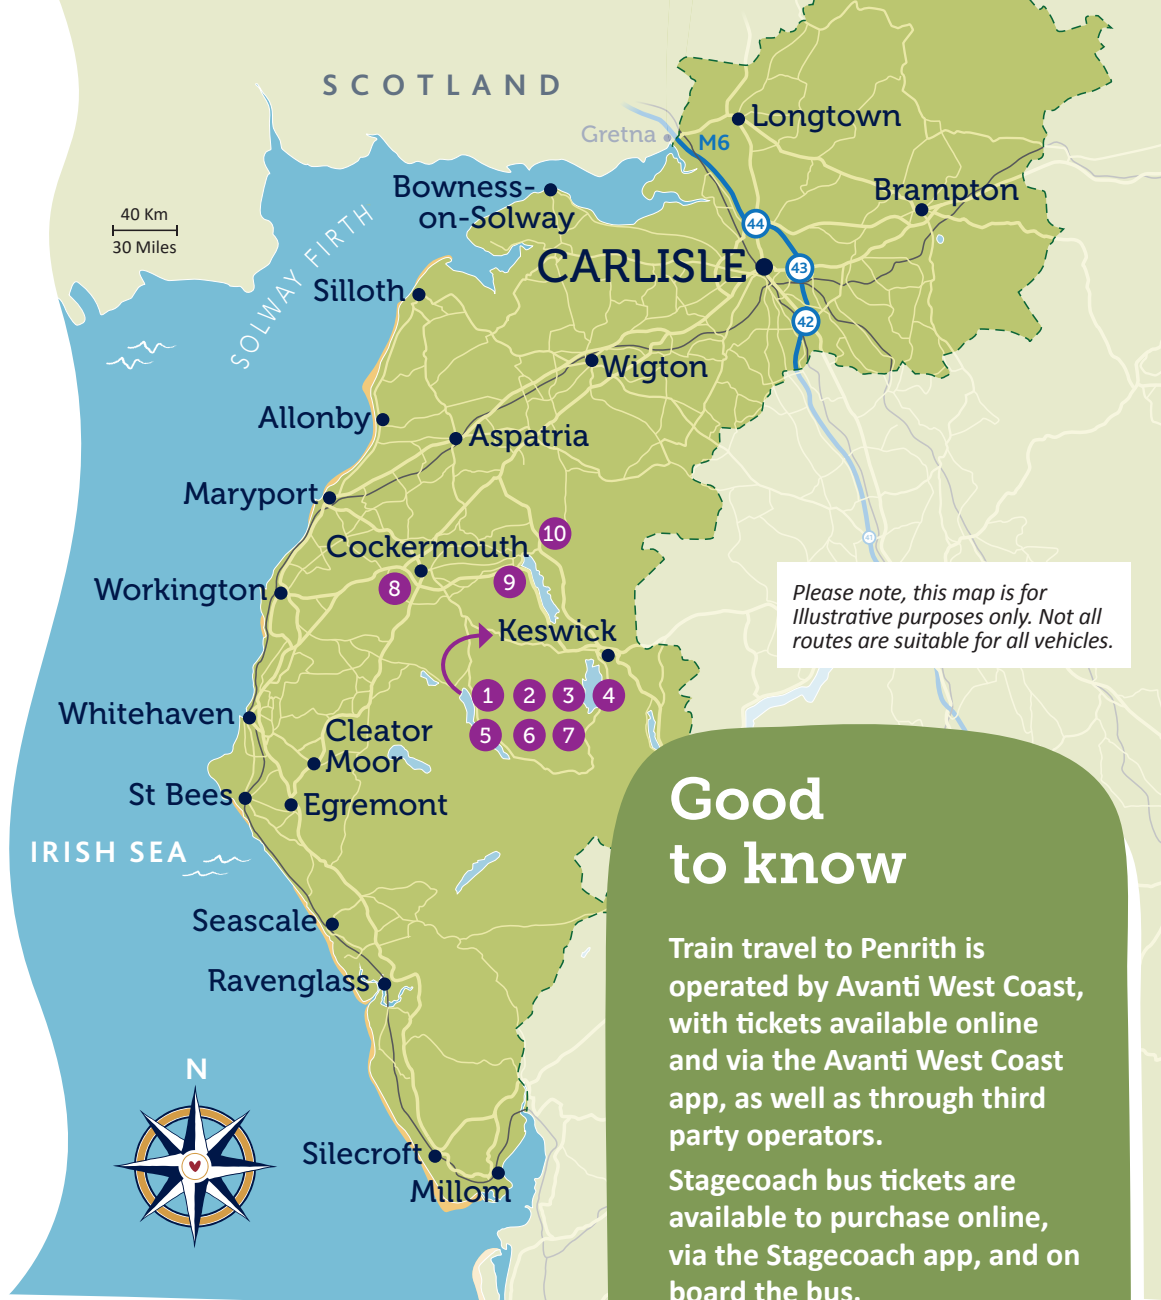 SCOTLAND
Longtown
Gretna
M6
Bowness-
on-Solway
Brampton
40 Km
30 Miles
44
SOLWAY FIRTH
CARLISLE
43
Silloth
42
Wigton
Allonby
Aspatria
Maryport
10
Cockermouth
41
8
9
Workington
Please note, this map is for
Illustrative purposes only. Not all
routes are suitable for all vehicles.
Keswick
1 2 3 4
5 6 7
Whitehaven
Cleator
Moor
St Bees
Egremont
IRISH SEA
Good
to know
Seascale
Ravenglass
Train travel to Penrith is
operated by Avanti West Coast,
with tickets available online
and via the Avanti West Coast
app, as well as through third
party operators.
N
Silecroft
Millom
Stagecoach bus tickets are
available to purchase online,
via the Stagecoach app, and on
board the bus.